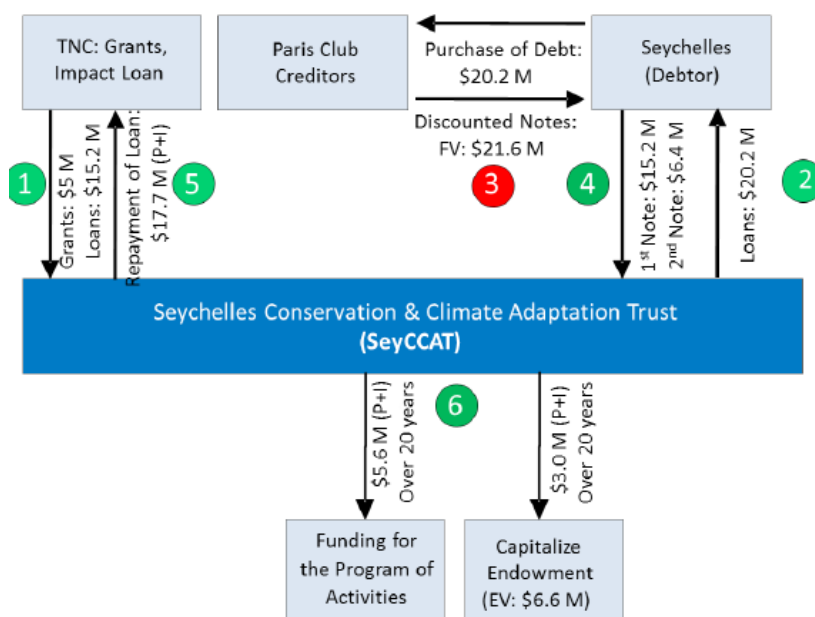 TNC: Grants,
Impact Loan
Paris Club
Creditors
Purchase of Debt:
$20.2 M
Discounted Notes:
FV: $21.6 M
Seychelles
(Debtor)
1
Grants: $5 M
Loans: $15.2 M
Repayment of Loan:
$17.7 M (P+I)
5
3
4
1st Note: $15.2 M
2nd Note: $6.4 M
Loans: $20.2 M
2
Seychelles Conservation & Climate Adaptation Trust
(SeyCCAT)
$5.6 M (P+I)
Over 20 years
6
$3.0 M (P+I)
Over 20 years
Funding for
the Program of
Activities
Capitalize
Endowment
(EV: $6.6 M)